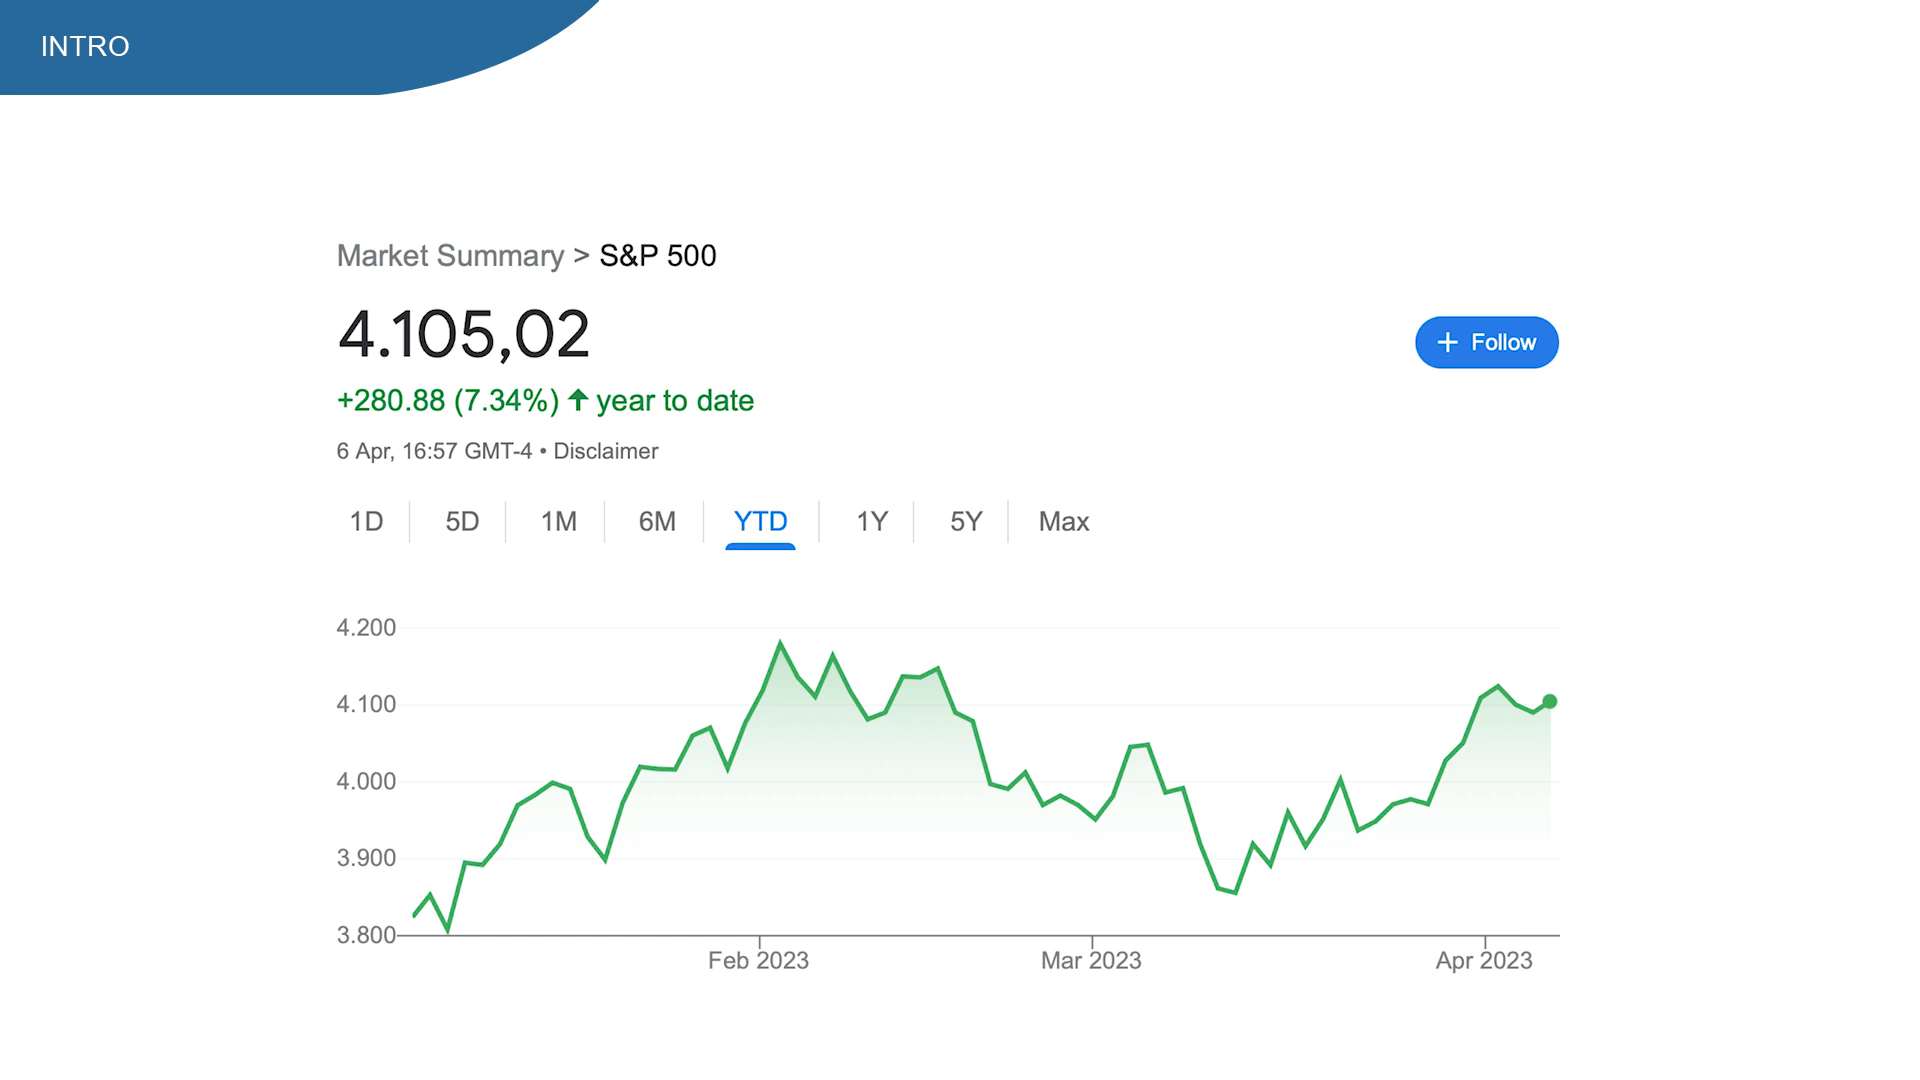 INTRO
Market Summary > S&P 500
4.105,02
+ Follow
+280.88 (7.34%) ↑ year to date
6 Apr, 16:57 GMT-4 • Disclaimer
1D 5D 1M 6M YTD 1Y 5Y Max
4.200
4.100
4.000
3.900
3.800
Feb 2023 Mar 2023 Apr 2023